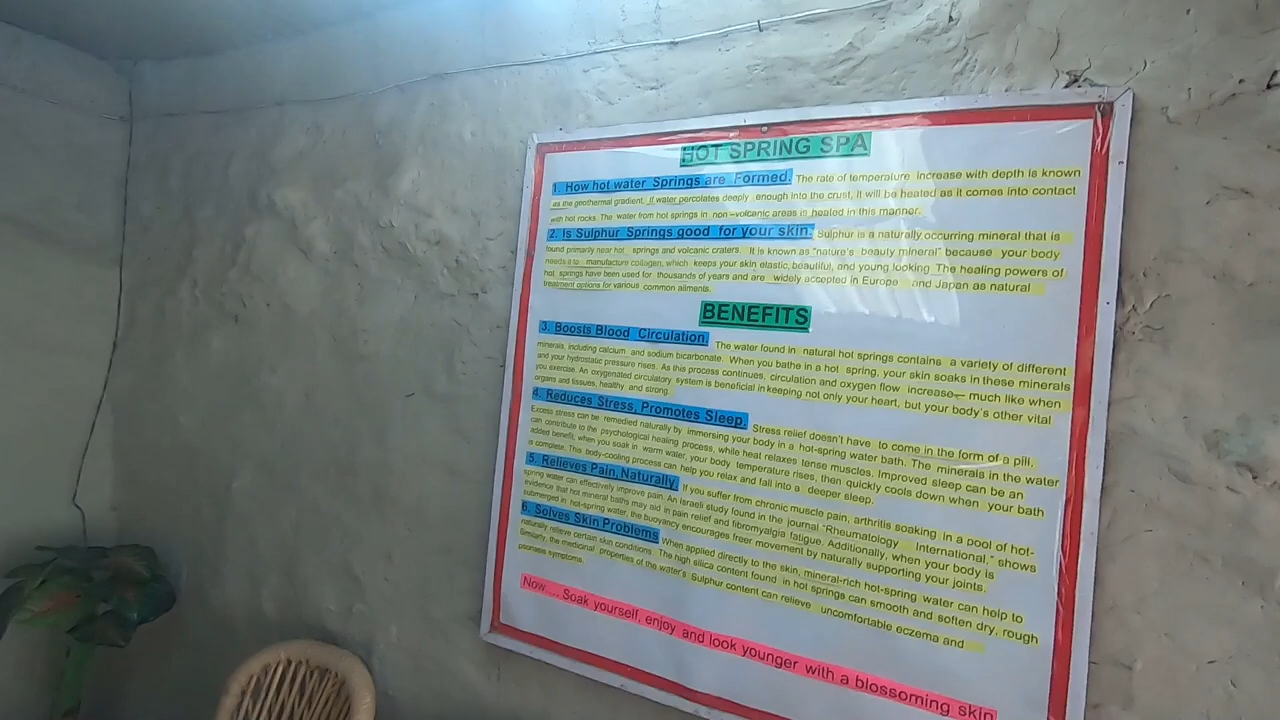 HOT SPRING SPA
1. How hot water Springs are Formed. The rate of temperature increase with depth is known
as the geothermal gradient. If water percolates deeply enough into the crust, it will be heated as it comes into contact
with hot rocks. The water from hot springs in non –volcanic areas is heated in this manner.
2. Is Sulphur Springs good for your skin. Sulphur is a naturally occurring mineral that is
found primarily near hot springs and volcanic craters. It is known as "nature's beauty mineral" because your body
needs it to manufacture collagen, which keeps your skin elastic, beautiful, and young looking The healing powers of
hot springs have been used for thousands of years and are widely accepted in Europe and Japan as natural
treatment options for various common ailments.
BENEFITS
3. Boosts Blood Circulation. The water found in natural hot springs contains a variety of different
minerals, including calcium and sodium bicarbonate. When you bathe in a hot spring, your skin soaks in these minerals
and your hydrostatic pressure rises. As this process continues, circulation and oxygen flow increase— much like when
you exercise. An oxygenated circulatory system is beneficial in keeping not only your heart, but your body's other vital
organs and tissues, healthy and strong.
4. Reduces Stress, Promotes Sleep. Stress relief doesn't have to come in the form of a pill.
Excess stress can be remedied naturally by immersing your body in a hot-spring water bath. The minerals in the water
can contribute to the psychological healing process, while heat relaxes tense muscles. Improved sleep can be an
added benefit, when you soak in warm water, your body temperature rises, then quickly cools down when your bath
is complete. This body-cooling process can help you relax and fall into a deeper sleep.
5. Relieves Pain, Naturally. If you suffer from chronic muscle pain, arthritis soaking in a pool of hot-
spring water can effectively improve pain. An Israeli study found in the journal "Rheumatology International," shows
evidence that hot mineral baths may aid in pain relief and fibromyalgia fatigue. Additionally, when your body is
submerged in hot-spring water, the buoyancy encourages freer movement by naturally supporting your joints.
6. Solves Skin Problems When applied directly to the skin, mineral-rich hot-spring water can help to
naturally relieve certain skin conditions. The high silica content found in hot springs can smooth and soften dry, rough
Similarly, the medicinal properties of the water's Sulphur content can relieve uncomfortable eczema and
psoriasis symptoms.
Now.... Soak yourself, enjoy and look younger with a blossoming skin